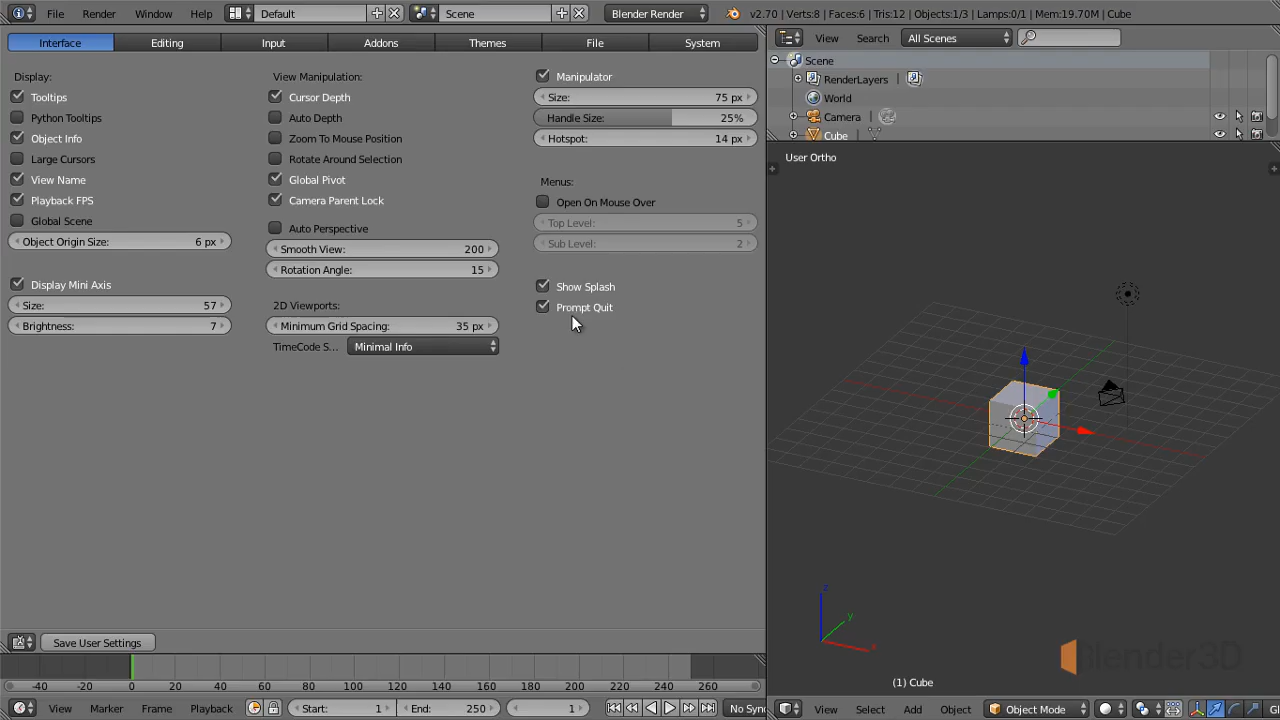 File Render Window Help Default Scene Blender Render v2.70 | Verts:8 | Faces:6 | Tris:12 | Objects:1/3 | Lamps:0/1 | Mem:19.70M | Cube
Interface Editing Input Addons Themes File System
View Search All Scenes
Scene
RenderLayers
World
Camera
Cube
Display:
Tooltips
Python Tooltips
Object Info
Large Cursors
View Name
Playback FPS
Global Scene
Object Origin Size: 6 px
Display Mini Axis
Size: 57
Brightness: 7
View Manipulation:
Cursor Depth
Auto Depth
Zoom To Mouse Position
Rotate Around Selection
Global Pivot
Camera Parent Lock
Auto Perspective
Smooth View: 200
Rotation Angle: 15
2D Viewports:
Minimum Grid Spacing: 35 px
TimeCode S... Minimal Info
Manipulator
Size: 75 px
Handle Size: 25%
Hotspot: 14 px
Menus:
Open On Mouse Over
Top Level: 5
Sub Level: 2
Show Splash
Prompt Quit
User Ortho
z
y
x
Blender3D
(1) Cube
Save User Settings
-40 -20 0 20 40 60 80 100 120 140 160 180 200 220 240 260
View Marker Frame Playback Start: 1 End: 250 1 No Sync
View Select Add Object Object Mode Gl